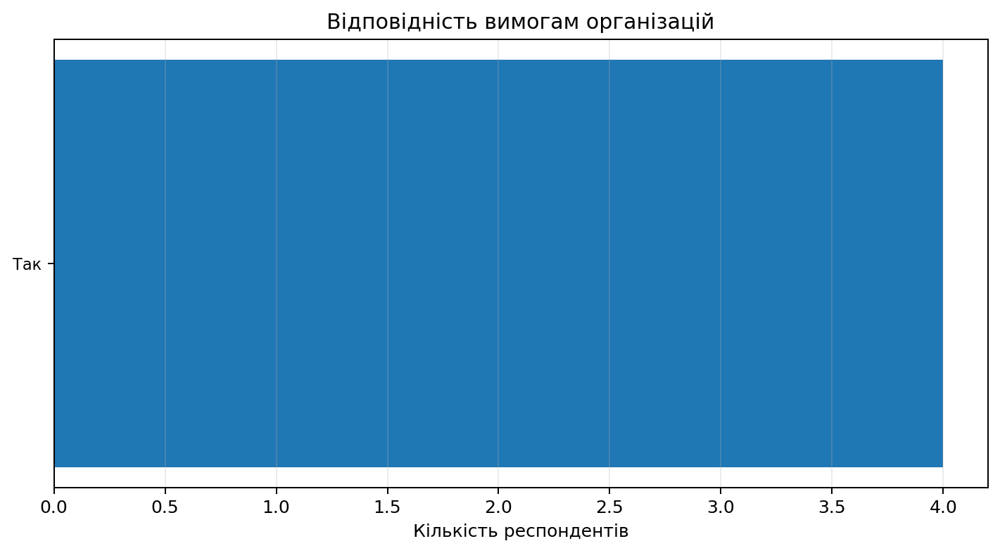 Відповідність вимогам організацій
Так
0.0 0.5 1.0 1.5 2.0 2.5 3.0 3.5 4.0
Кількість респондентів